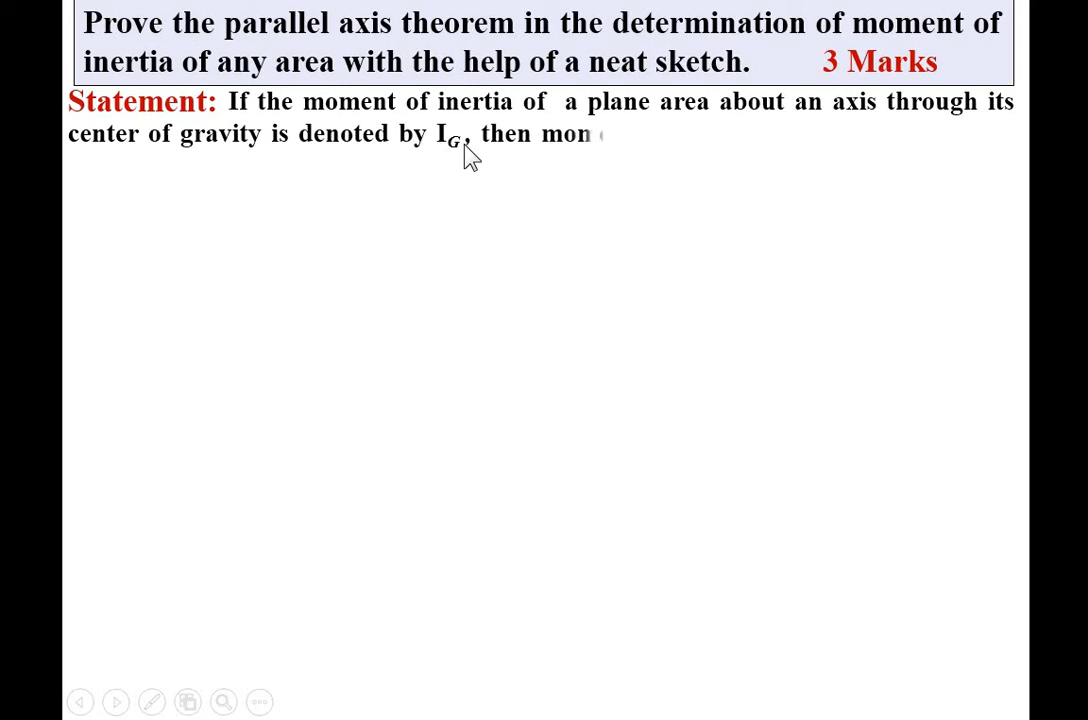 Prove the parallel axis theorem in the determination of moment of
inertia of any area with the help of a neat sketch. 3 Marks
Statement: If the moment of inertia of a plane area about an axis through its
center of gravity is denoted by I_G, then